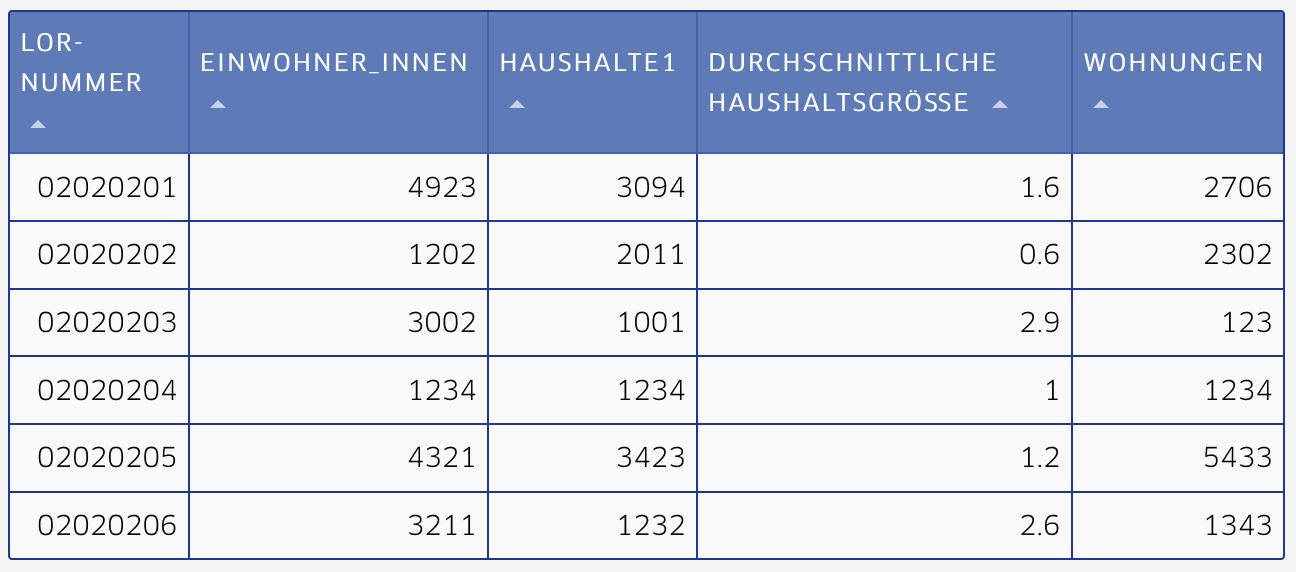 LOR-
NUMMER
EINWOHNER_INNEN
HAUSHALTE1
DURCHSCHNITTLICHE
HAUSHALTSGRÖSSE
WOHNUNGEN
02020201 4923 3094 1.6 2706
02020202 1202 2011 0.6 2302
02020203 3002 1001 2.9 123
02020204 1234 1234 1 1234
02020205 4321 3423 1.2 5433
02020206 3211 1232 2.6 1343